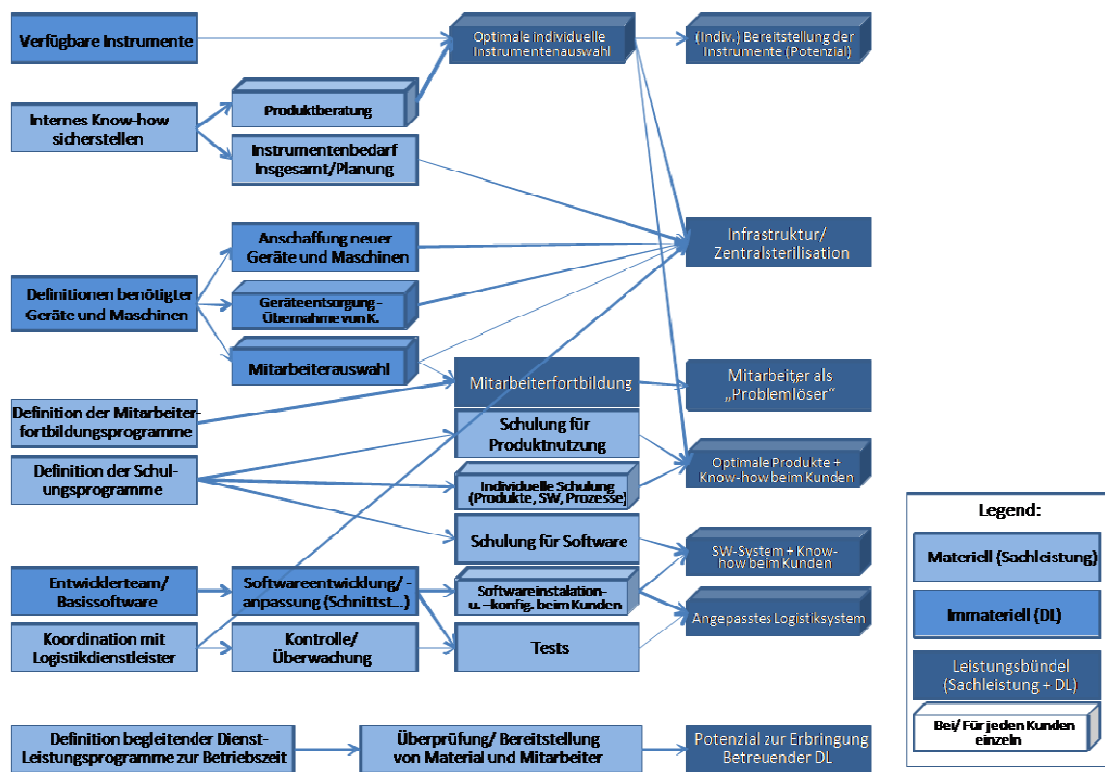 Verfügbare Instrumente
Optimale individuelle
Instrumentenauswahl
(Indiv.) Bereitstellung der
Instrumente (Potenzial)
Internes Know-how
sicherstellen
Produktberatung
Instrumentenbedarf
Insgesamt/Planung
Anschaffung neuer
Geräte und Maschinen
Infrastruktur/
Zentralsterilisation
Definitionen benötigter
Geräte und Maschinen
Geräteentsorgung -
Übernahme von K.
Mitarbeiterauswahl
Mitarbeiterfortbildung
Mitarbeiter als
„Problemlöser"
Definition der Mitarbeiter-
fortbildungsprogramme
Schulung für
Produktnutzung
Definition der Schul-
ungsprogramme
Individuelle Schulung
(Produkte, SW, Prozesse)
Optimale Produkte +
Know-how beim Kunden
Schulung für Software
SW-System + Know-
how beim Kunden
Entwicklerteam/
Basissoftware
Softwareentwicklung/ -
anpassung (Schnittst...)
Softwareinstalation-
u. –konfig. beim Kunden
Angepasstes Logistiksystem
Koordination mit
Logistikdienstleister
Kontrolle/
Überwachung
Tests
Definition begleitender Dienst-
Leistungsprogramme zur Betriebszeit
Überprüfung/ Bereitstellung
von Material und Mitarbeiter
Potenzial zur Erbringung
Betreuender DL
Legend:
Materiell (Sachleistung)
Immateriell (DL)
Leistungsbündel
(Sachleistung + DL)
Bei/ Für jeden Kunden
einzeln